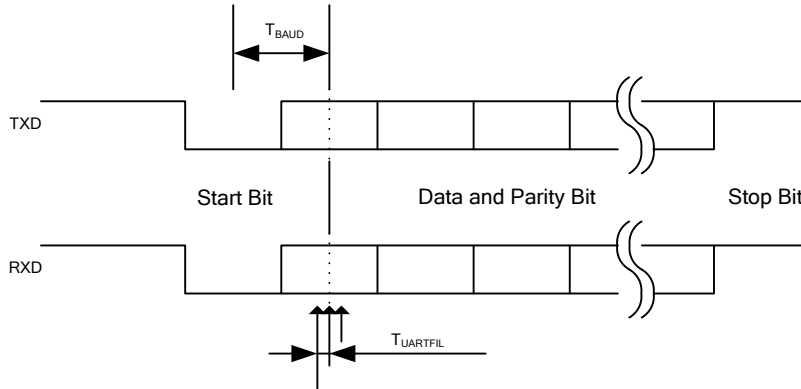 TBAUD
TXD
Start Bit Data and Parity Bit Stop Bit
RXD
TUARTFIL